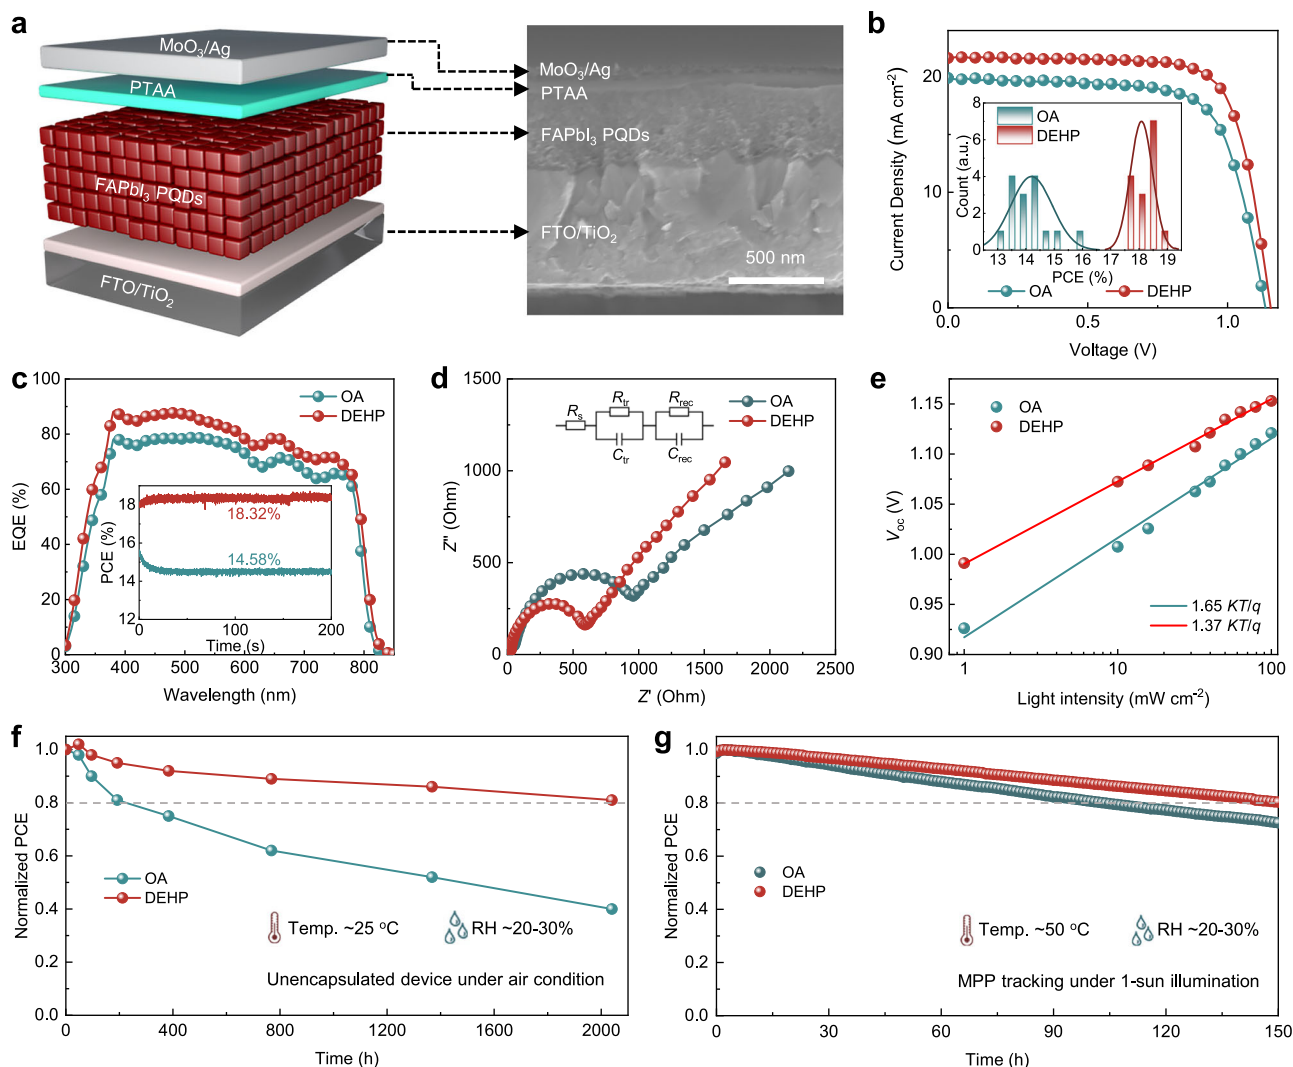 a
MoO3/Ag
PTAA
FAPbI3 PQDs
FTO/TiO2
MoO3/Ag
PTAA
FAPbI3 PQDs
FTO/TiO2
500 nm
b
Current Density (mA cm-2)
20
10
0
0.0 0.5 1.0
Voltage (V)
OA DEHP
8
6
4
2
0
Count (a.u.)
OA
DEHP
13 14 15 16 17 18 19
PCE (%)
c
EQE (%)
100
80
60
40
20
0
300 400 500 600 700 800
Wavelength (nm)
OA
DEHP
PCE (%)
20
18
16
14
12
18.32%
14.58%
0 100 200
Time (s)
d
Z'' (Ohm)
1500
1000
500
0
0 500 1000 1500 2000 2500
Z' (Ohm)
Rs
Rtr
Rrec
Ctr
Crec
OA
DEHP
e
Voc (V)
1.15
1.10
1.05
1.00
0.95
0.90
1 10 100
Light intensity (mW cm-2)
OA
DEHP
1.65 KT/q
1.37 KT/q
f
Normalized PCE
1.0
0.8
0.6
0.4
0.2
0.0
0 400 800 1200 1600 2000
Time (h)
OA
DEHP
Temp. ~25 oC
RH ~20-30%
Unencapsulated device under air condition
g
Normalized PCE
1.0
0.8
0.6
0.4
0.2
0.0
0 30 60 90 120 150
Time (h)
OA
DEHP
Temp. ~50 oC
RH ~20-30%
MPP tracking under 1-sun illumination